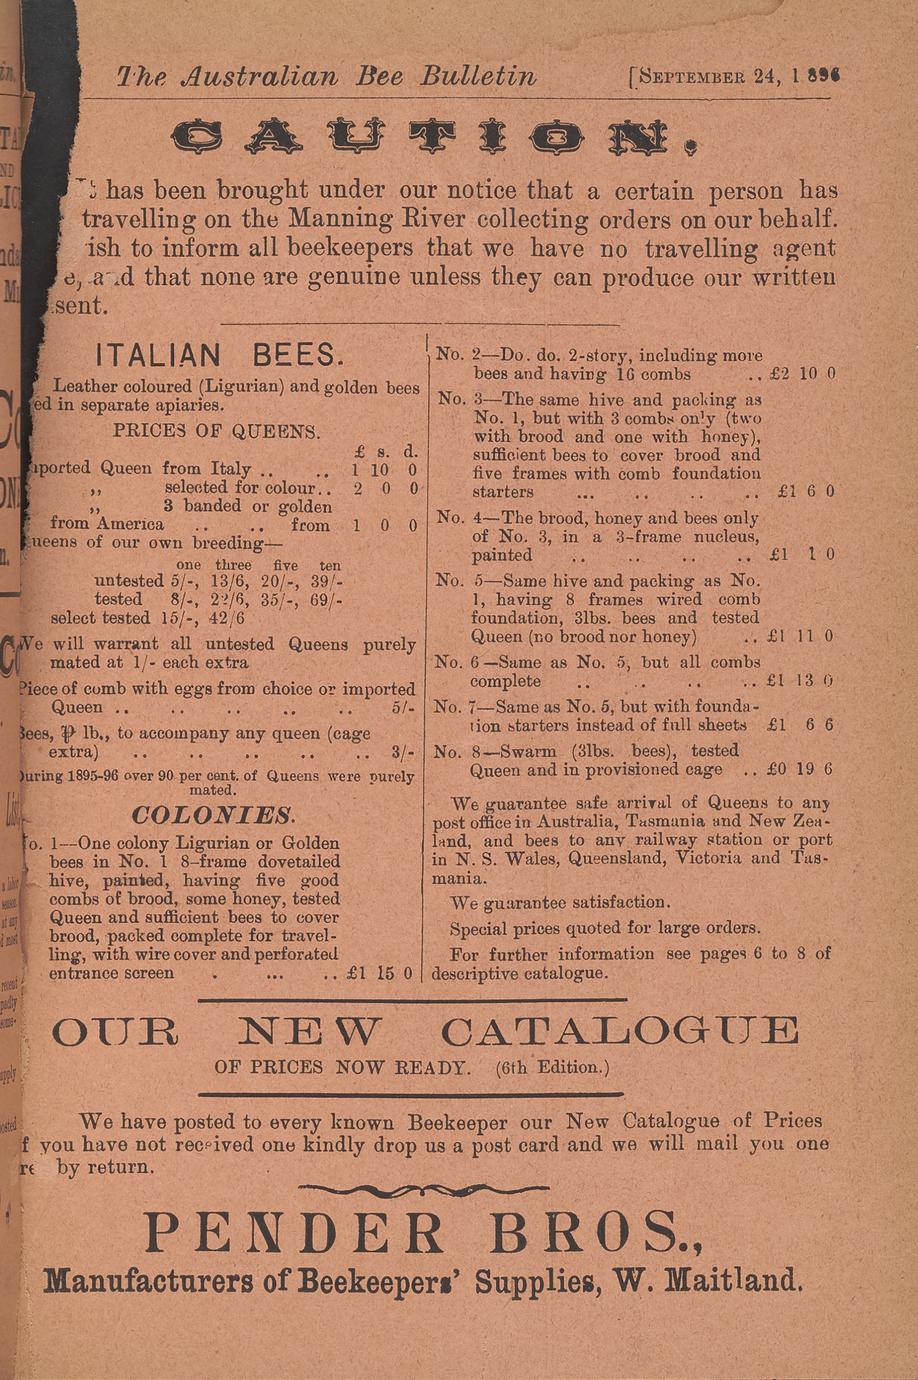 The Australian Bee Bulletin [SEPTEMBER 24, 1896
CAUTION.
has been brought under our notice that a certain person has
travelling on the Manning River collecting orders on our behalf.
ish to inform all beekeepers that we have no travelling agent
e, and that none are genuine unless they can produce our written
sent.
ITALIAN BEES.
Leather coloured (Ligurian) and golden bees
ed in separate apiaries.
PRICES OF QUEENS.
£ s. d.
ported Queen from Italy .. .. 1 10 0
,, selected for colour.. 2 0 0
,, 3 banded or golden
from America .. .. from 1 0 0
ueens of our own breeding—
one three five ten
untested 5/-, 13/6, 20/-, 39/-
tested 8/-, 22/6, 35/-, 69/-
select tested 15/-, 42/6
We will warrant all untested Queens purely
mated at 1/- each extra
Piece of comb with eggs from choice or imported
Queen .. .. .. .. .. 5/-
Bees, ⅌ lb., to accompany any queen (cage
extra) .. .. .. .. .. 3/-
During 1895-96 over 90 per cent. of Queens were purely
mated.
COLONIES.
o. 1—One colony Ligurian or Golden
bees in No. 1 8-frame dovetailed
hive, painted, having five good
combs of brood, some honey, tested
Queen and sufficient bees to cover
brood, packed complete for travel-
ling, with wire cover and perforated
entrance screen . ... .. £1 15 0
No. 2—Do. do. 2-story, including more
bees and having 16 combs .. £2 10 0
No. 3—The same hive and packing as
No. 1, but with 3 combs only (two
with brood and one with honey),
sufficient bees to cover brood and
five frames with comb foundation
starters ... .. .. .. £1 6 0
No. 4—The brood, honey and bees only
of No. 3, in a 3-frame nucleus,
painted .. .. .. .. £1 1 0
No. 5—Same hive and packing as No.
1, having 8 frames wired comb
foundation, 3lbs. bees and tested
Queen (no brood nor honey) .. £1 11 0
No. 6—Same as No. 5, but all combs
complete .. .. .. .. £1 13 0
No. 7—Same as No. 5, but with founda-
tion starters instead of full sheets £1 6 6
No. 8—Swarm (3lbs. bees), tested
Queen and in provisioned cage .. £0 19 6
We guarantee safe arrival of Queens to any
post office in Australia, Tasmania and New Zea-
land, and bees to any railway station or port
in N. S. Wales, Queensland, Victoria and Tas-
mania.
We guarantee satisfaction.
Special prices quoted for large orders.
For further information see pages 6 to 8 of
descriptive catalogue.
OUR NEW CATALOGUE
OF PRICES NOW READY. (6th Edition.)
We have posted to every known Beekeeper our New Catalogue of Prices
f you have not received one kindly drop us a post card and we will mail you one
re by return.
PENDER BROS.,
Manufacturers of Beekeepers' Supplies, W. Maitland.